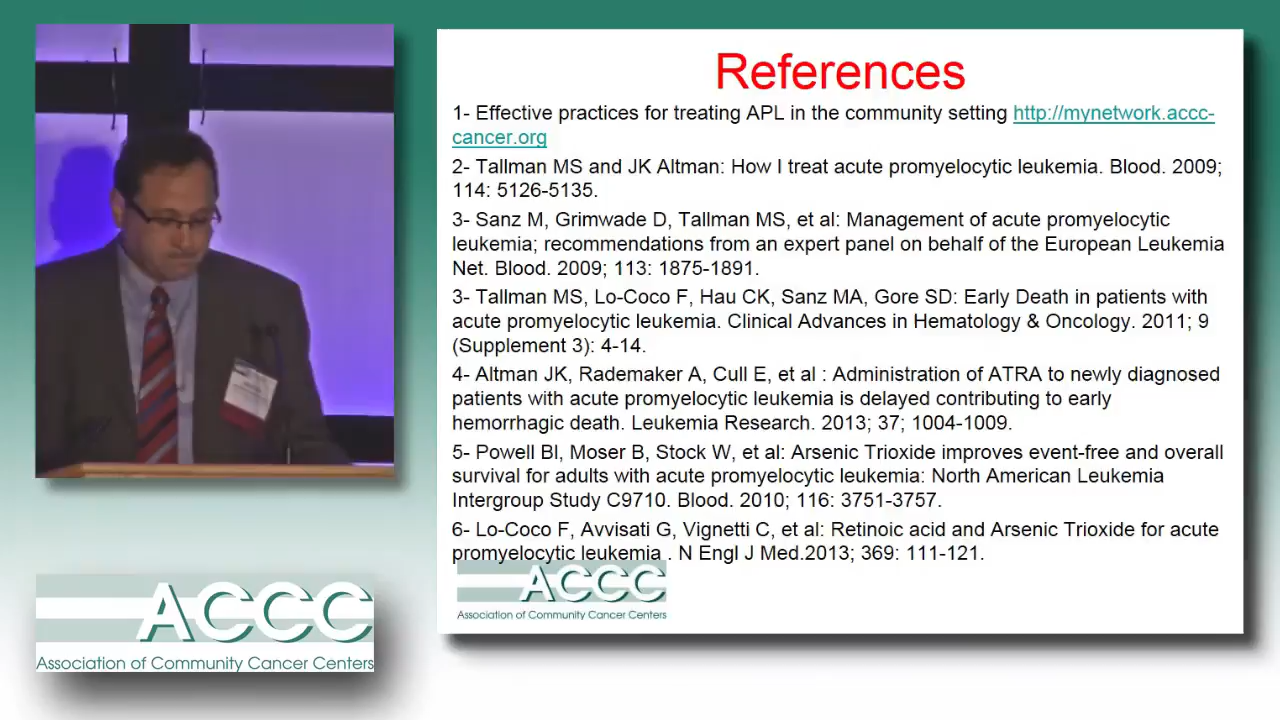 References
1- Effective practices for treating APL in the community setting http://mynetwork.accc-
cancer.org
2- Tallman MS and JK Altman: How I treat acute promyelocytic leukemia. Blood. 2009;
114: 5126-5135.
3- Sanz M, Grimwade D, Tallman MS, et al: Management of acute promyelocytic
leukemia; recommendations from an expert panel on behalf of the European Leukemia
Net. Blood. 2009; 113: 1875-1891.
3- Tallman MS, Lo-Coco F, Hau CK, Sanz MA, Gore SD: Early Death in patients with
acute promyelocytic leukemia. Clinical Advances in Hematology & Oncology. 2011; 9
(Supplement 3): 4-14.
4- Altman JK, Rademaker A, Cull E, et al : Administration of ATRA to newly diagnosed
patients with acute promyelocytic leukemia is delayed contributing to early
hemorrhagic death. Leukemia Research. 2013; 37; 1004-1009.
5- Powell Bl, Moser B, Stock W, et al: Arsenic Trioxide improves event-free and overall
survival for adults with acute promyelocytic leukemia: North American Leukemia
Intergroup Study C9710. Blood. 2010; 116: 3751-3757.
6- Lo-Coco F, Avvisati G, Vignetti C, et al: Retinoic acid and Arsenic Trioxide for acute
promyelocytic leukemia . N Engl J Med.2013; 369: 111-121.
ACCC
Association of Community Cancer Centers
ACCC
Association of Community Cancer Centers